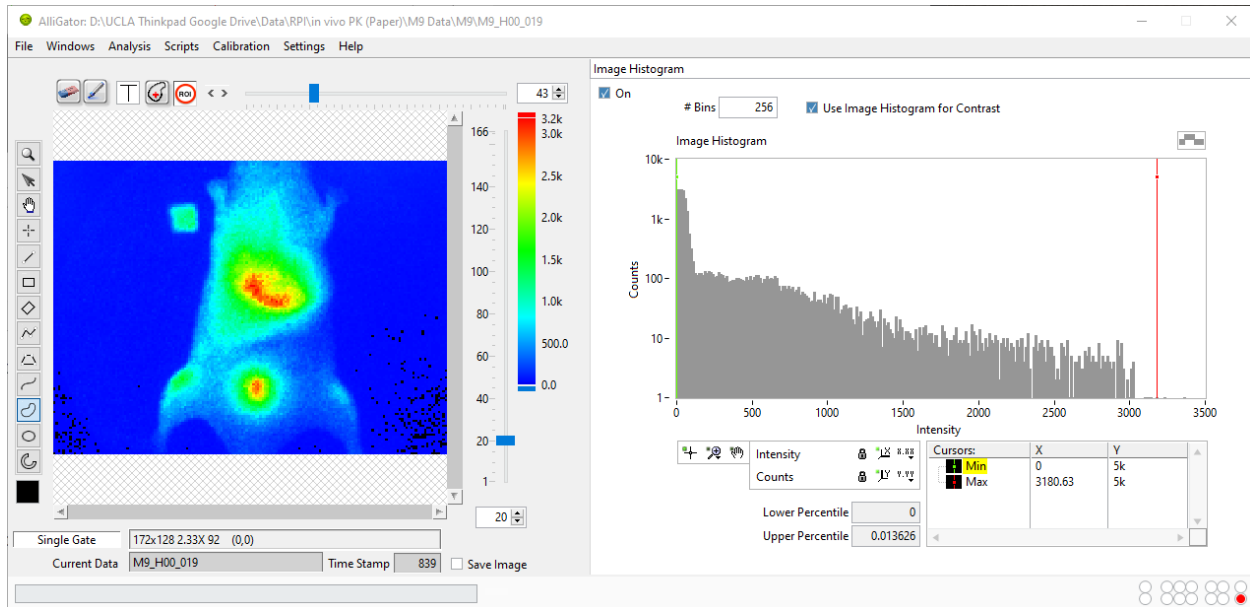 AlliGator: D:\UCLA Thinkpad Google Drive\Data\RPI\in vivo PK (Paper)\M9 Data\M9\M9_H00_019
File Windows Analysis Scripts Calibration Settings Help
T ROI < > 43
166
140
120
100
80
60
40
20
1
20
3.2k
3.0k
2.5k
2.0k
1.5k
1.0k
500.0
0.0
Single Gate 172x128 2.33X 92 (0,0)
Current Data M9_H00_019 Time Stamp 839 Save Image
Image Histogram
On
# Bins 256 Use Image Histogram for Contrast
Image Histogram
10k
1k
100
10
1
Counts
0 500 1000 1500 2000 2500 3000 3500
Intensity
Intensity X X.XX
Counts Y Y.YY
Cursors: X Y
Min 0 5k
Max 3180.63 5k
Lower Percentile 0
Upper Percentile 0.013626